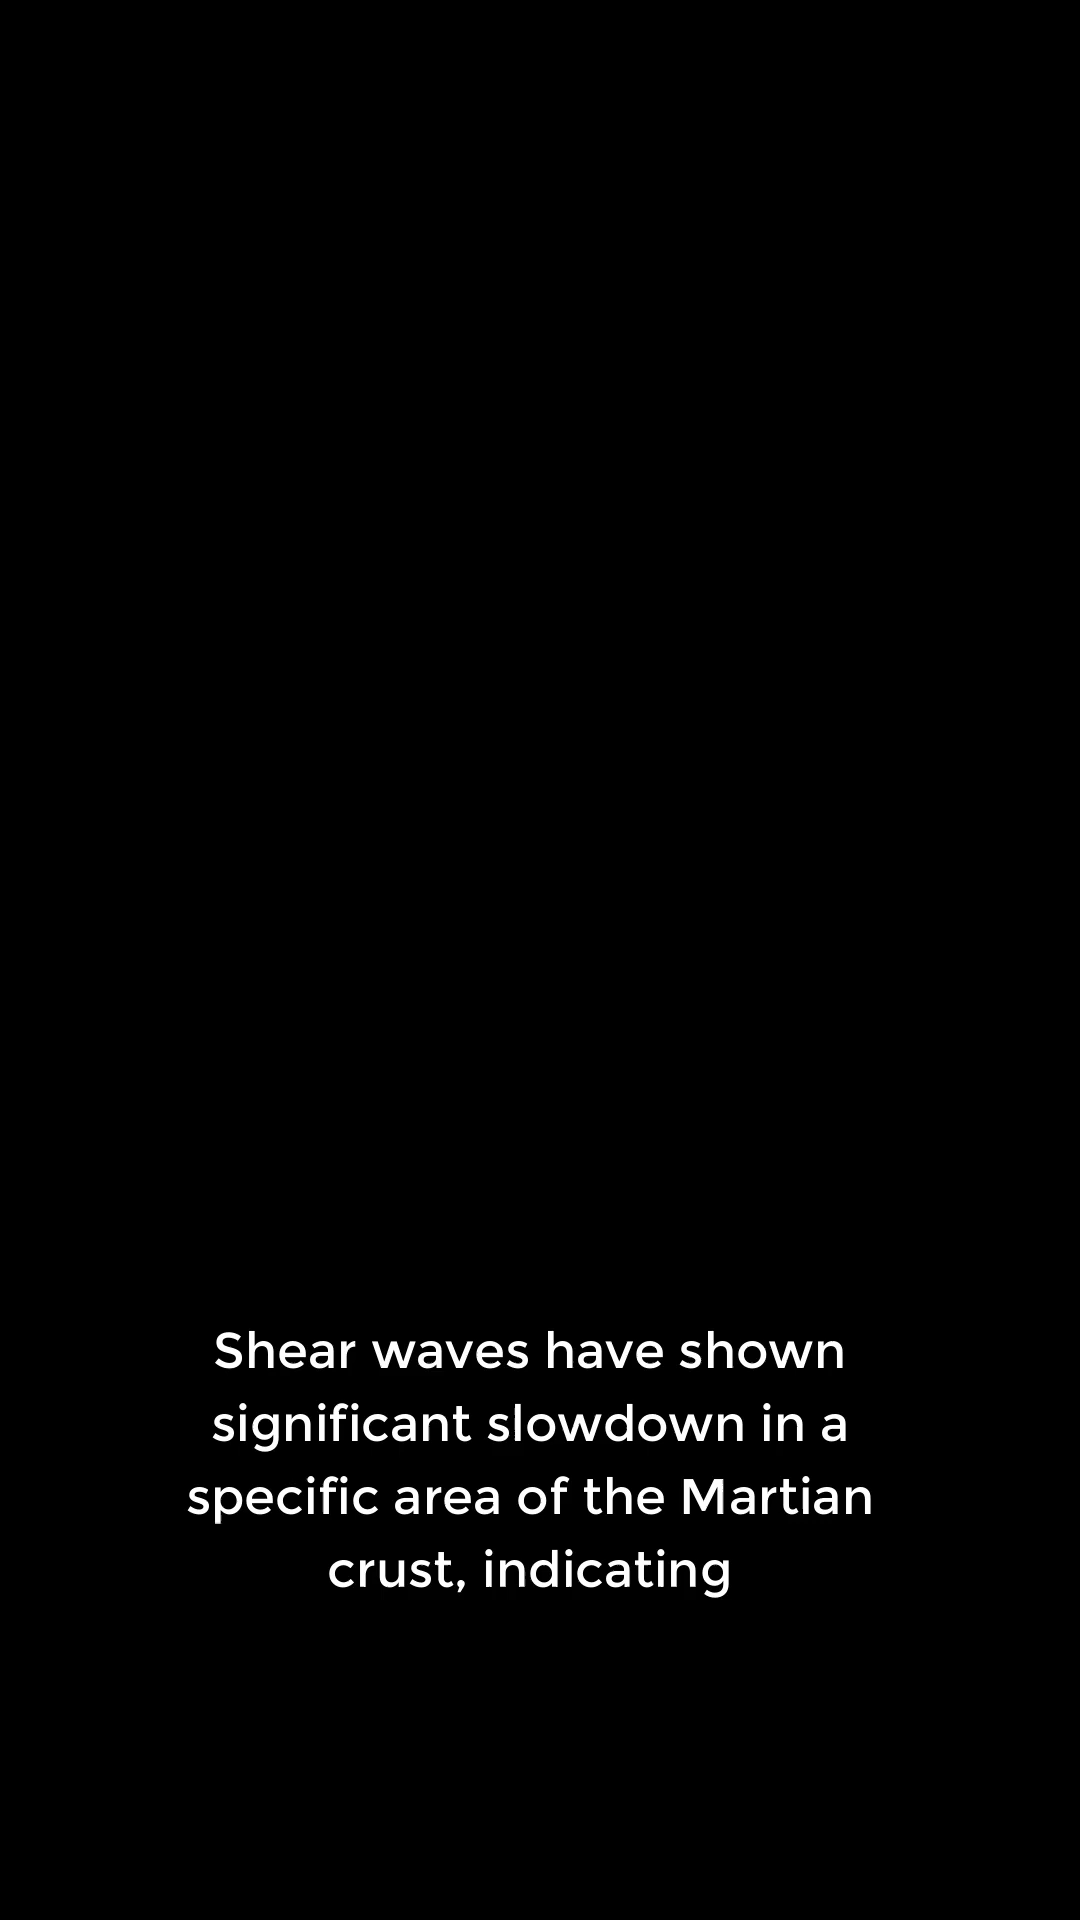 Shear waves have shown
significant slowdown in a
specific area of the Martian
crust, indicating